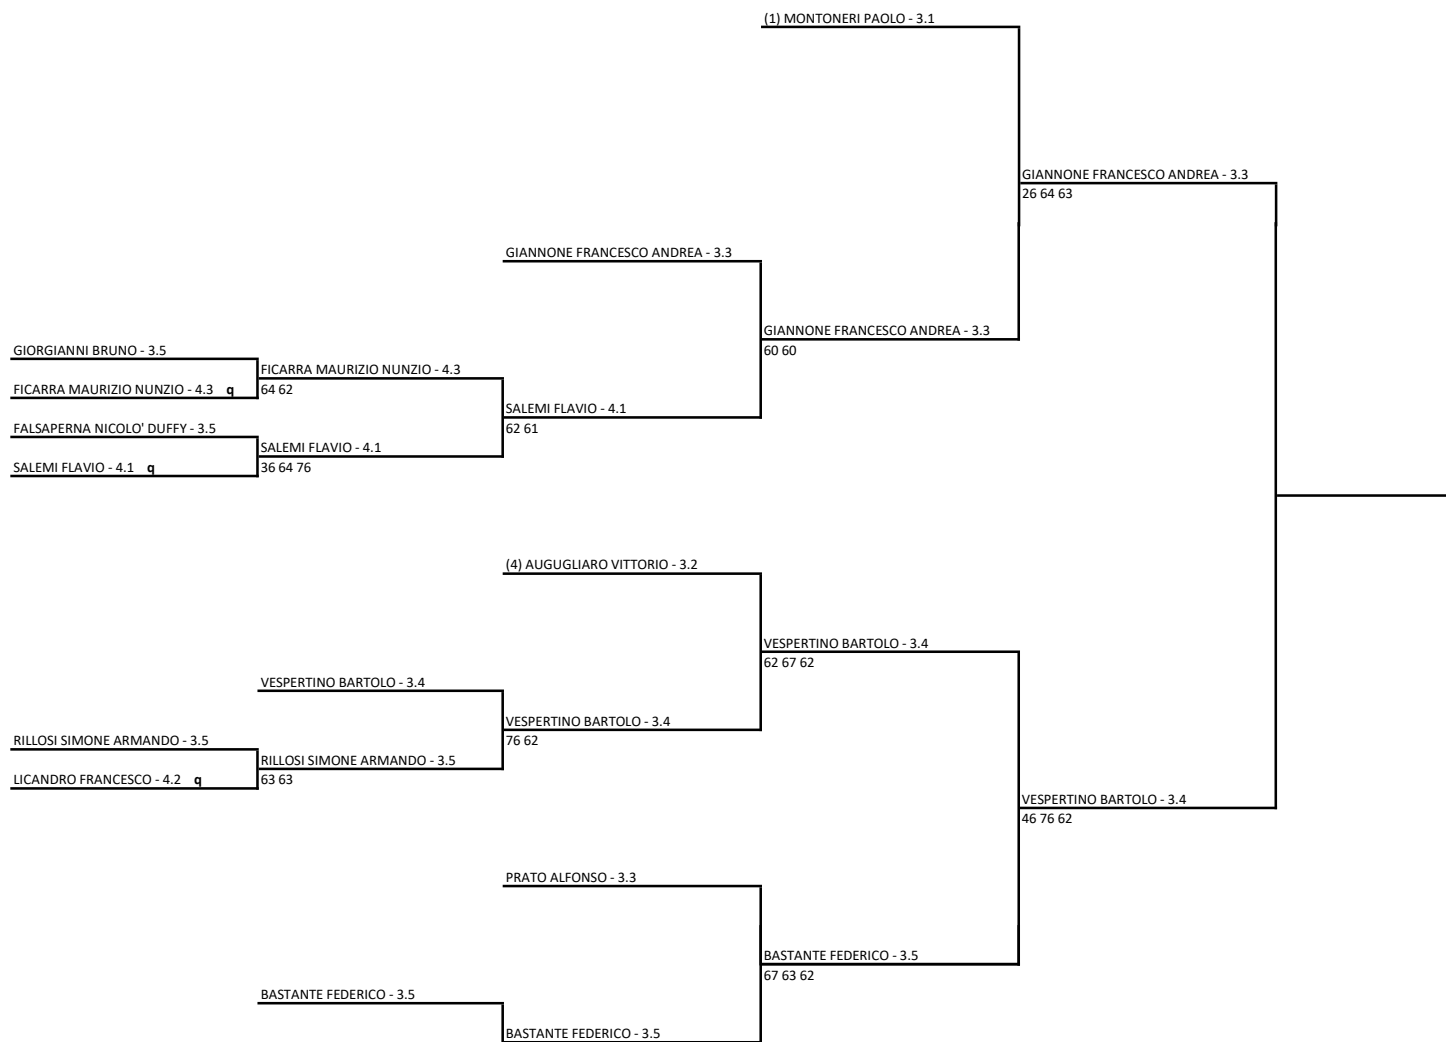 (1) MONTONERI PAOLO - 3.1
GIANNONE FRANCESCO ANDREA - 3.3
26 64 63
GIANNONE FRANCESCO ANDREA - 3.3
GIANNONE FRANCESCO ANDREA - 3.3
60 60
GIORGIANNI BRUNO - 3.5
FICARRA MAURIZIO NUNZIO - 4.3
FICARRA MAURIZIO NUNZIO - 4.3 q
64 62
SALEMI FLAVIO - 4.1
62 61
FALSAPERNA NICOLO' DUFFY - 3.5
SALEMI FLAVIO - 4.1
SALEMI FLAVIO - 4.1 q
36 64 76
(4) AUGUGLIARO VITTORIO - 3.2
VESPERTINO BARTOLO - 3.4
62 67 62
VESPERTINO BARTOLO - 3.4
VESPERTINO BARTOLO - 3.4
76 62
RILLOSI SIMONE ARMANDO - 3.5
RILLOSI SIMONE ARMANDO - 3.5
LICANDRO FRANCESCO - 4.2 q
63 63
VESPERTINO BARTOLO - 3.4
46 76 62
PRATO ALFONSO - 3.3
BASTANTE FEDERICO - 3.5
67 63 62
BASTANTE FEDERICO - 3.5
BASTANTE FEDERICO - 3.5